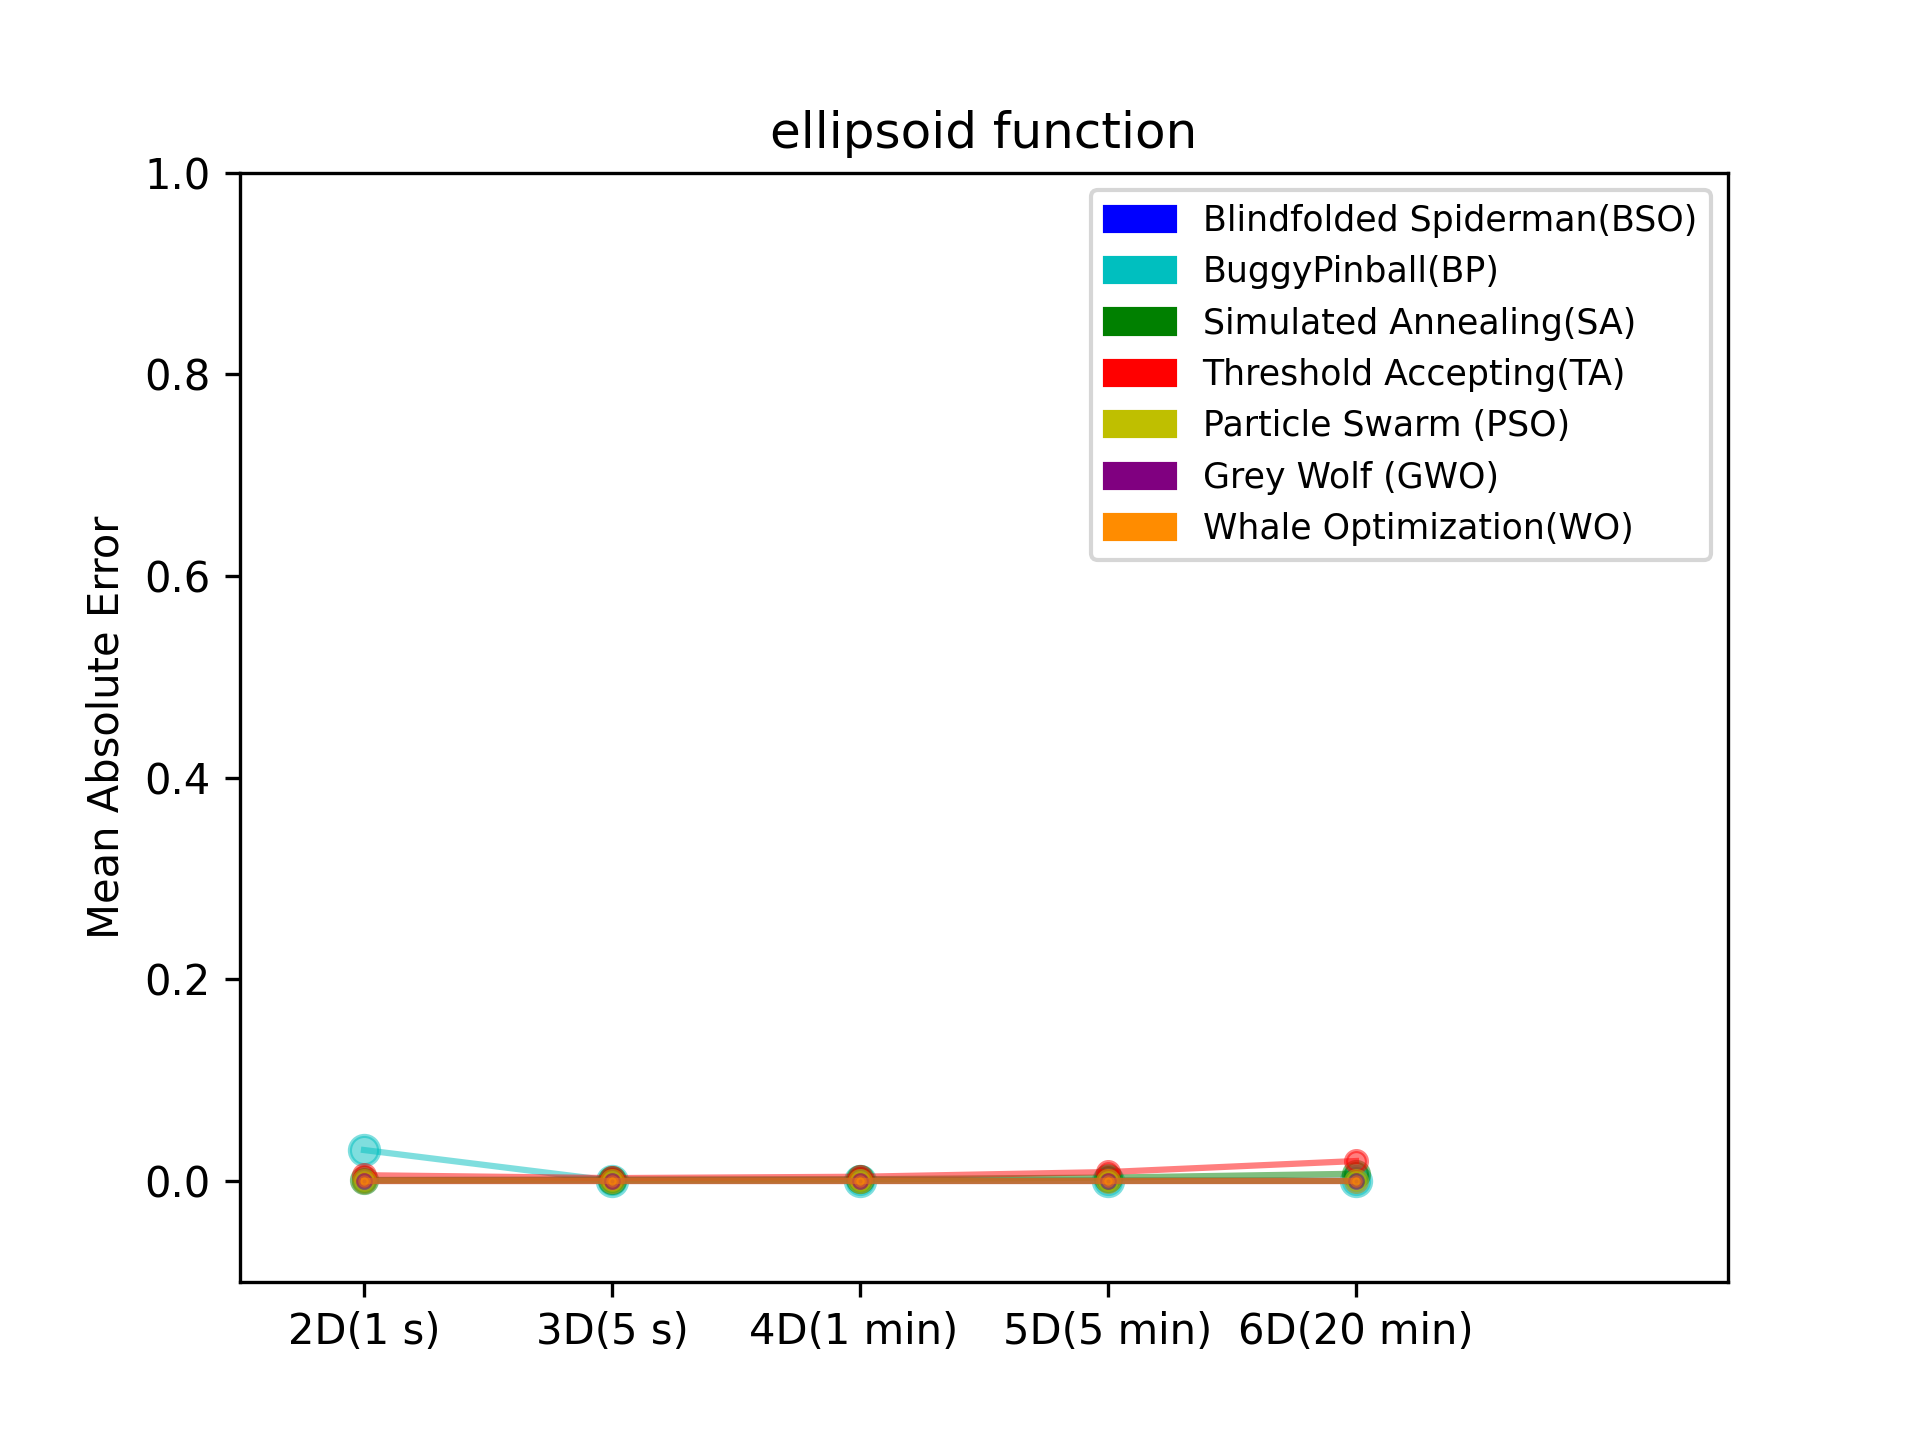 ellipsoid function
1.0
0.8
0.6
0.4
0.2
0.0
Mean Absolute Error
Blindfolded Spiderman(BSO)
BuggyPinball(BP)
Simulated Annealing(SA)
Threshold Accepting(TA)
Particle Swarm (PSO)
Grey Wolf (GWO)
Whale Optimization(WO)
2D(1 s) 3D(5 s) 4D(1 min) 5D(5 min) 6D(20 min)